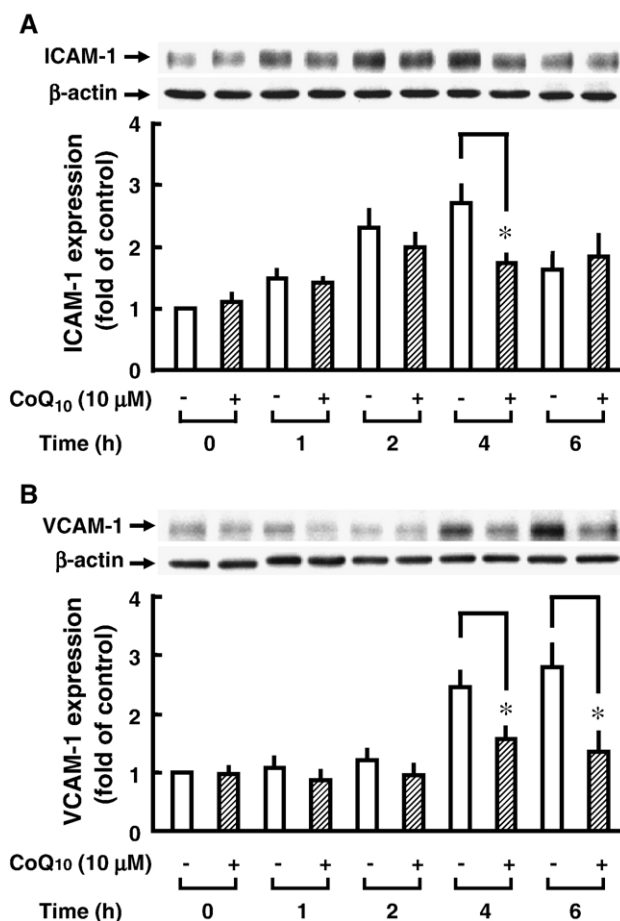 A
ICAM-1
β-actin
ICAM-1 expression
(fold of control)
4
3
2
1
0
*
CoQ10 (10 μM)
- + - + - + - + - +
Time (h)
0 1 2 4 6
B
VCAM-1
β-actin
VCAM-1 expression
(fold of control)
4
3
2
1
0
* *
CoQ10 (10 μM)
- + - + - + - + - +
Time (h)
0 1 2 4 6